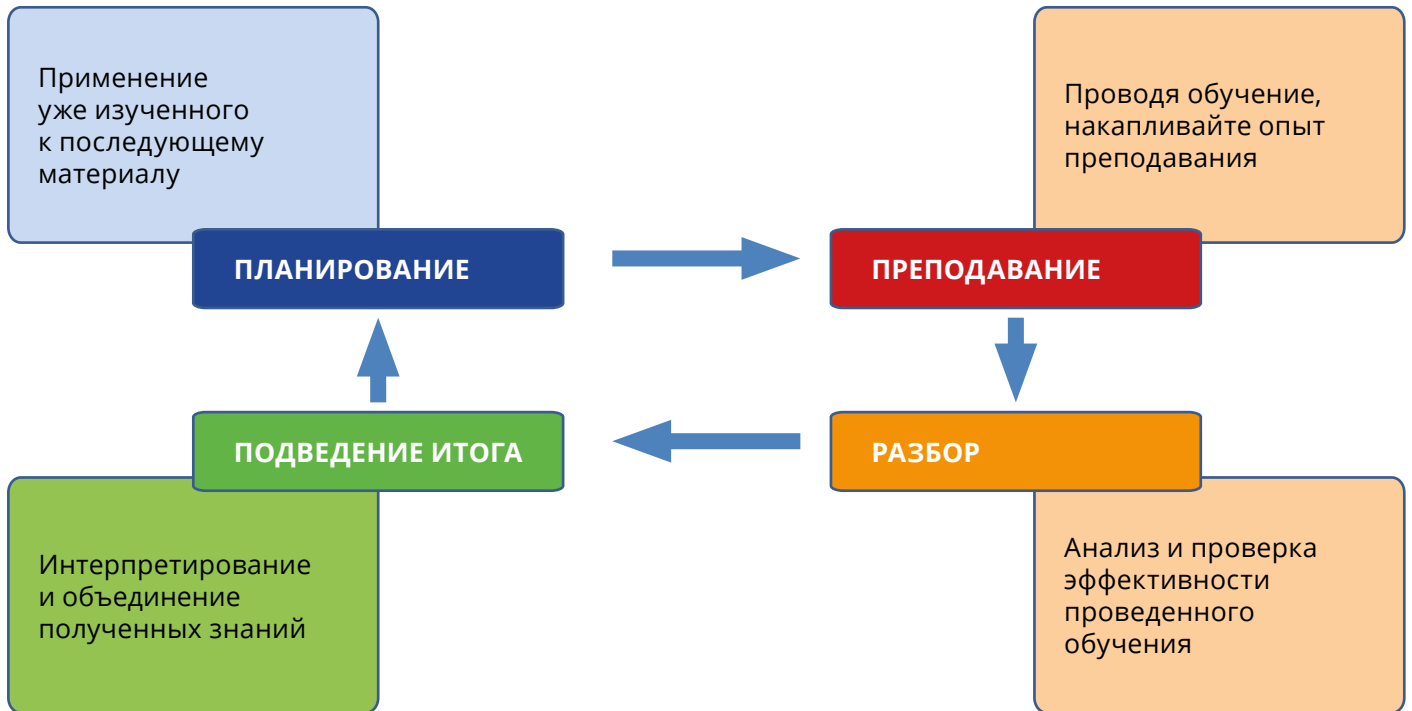 Применение
уже изученного
к последующему
материалу
ПЛАНИРОВАНИЕ
Проводя обучение,
накапливайте опыт
преподавания
ПРЕПОДАВАНИЕ
ПОДВЕДЕНИЕ ИТОГА
Интерпретирование
и объединение
полученных знаний
РАЗБОР
Анализ и проверка
эффективности
проведенного
обучения